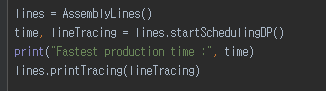 lines = AssemblyLines()
time, lineTracing = lines.startSchedulingDP()
print("Fastest production time :", time)
lines.printTracing(lineTracing)